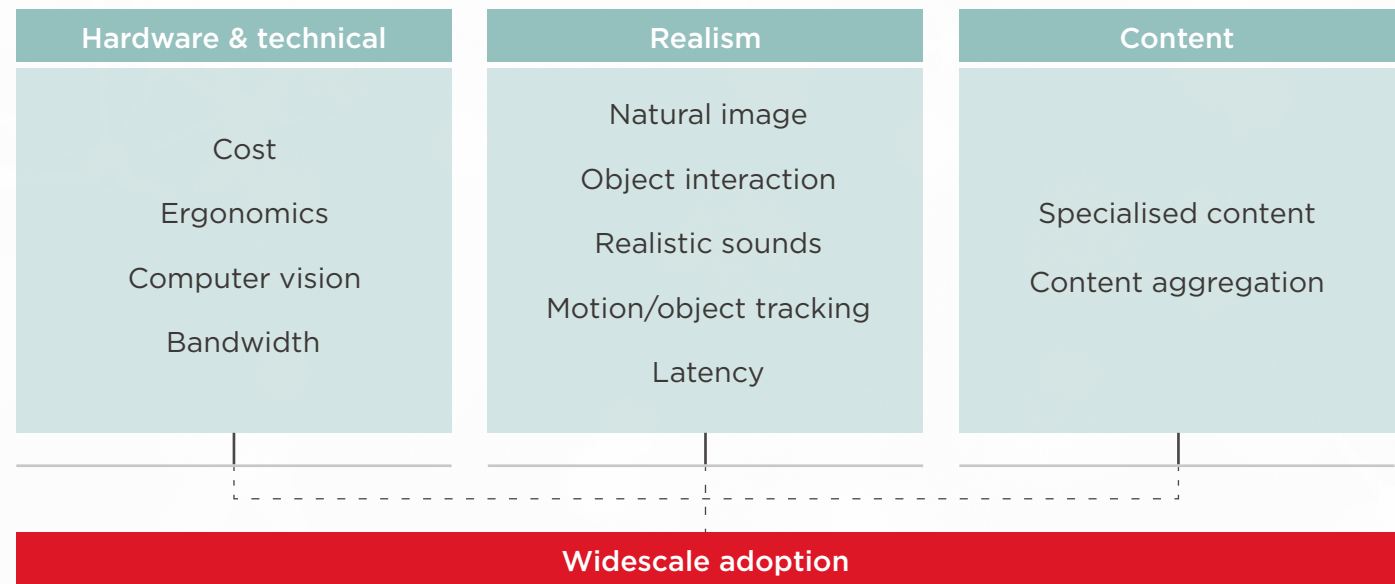 Hardware & technical
Cost
Ergonomics
Computer vision
Bandwidth
Realism
Natural image
Object interaction
Realistic sounds
Motion/object tracking
Latency
Content
Specialised content
Content aggregation
Widescale adoption